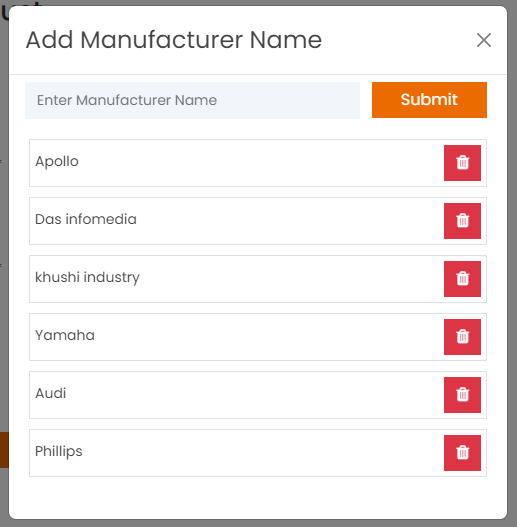 Add Manufacturer Name
Enter Manufacturer Name
Submit
Apollo
Das infomedia
khushi industry
Yamaha
Audi
Phillips